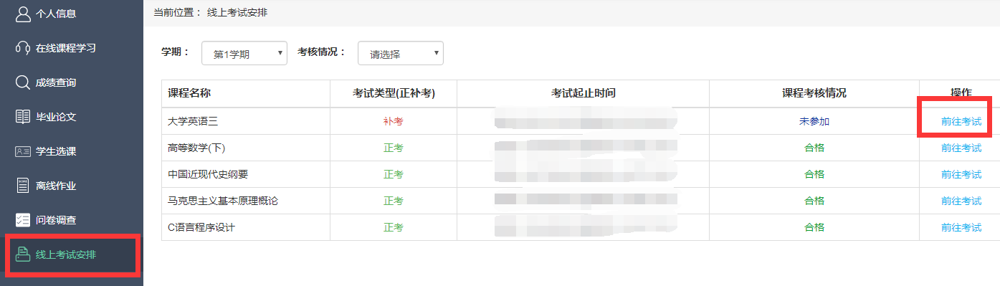 个人信息
在线课程学习
成绩查询
毕业论文
学生选课
离线作业
问卷调查
线上考试安排
当前位置： 线上考试安排
学期： 第1学期 考核情况： 请选择
课程名称 考试类型(正补考) 考试起止时间 课程考核情况 操作
大学英语三 补考 未参加 前往考试
高等数学(下) 正考 合格 前往考试
中国近现代史纲要 正考 合格 前往考试
马克思主义基本原理概论 正考 合格 前往考试
C语言程序设计 正考 合格 前往考试